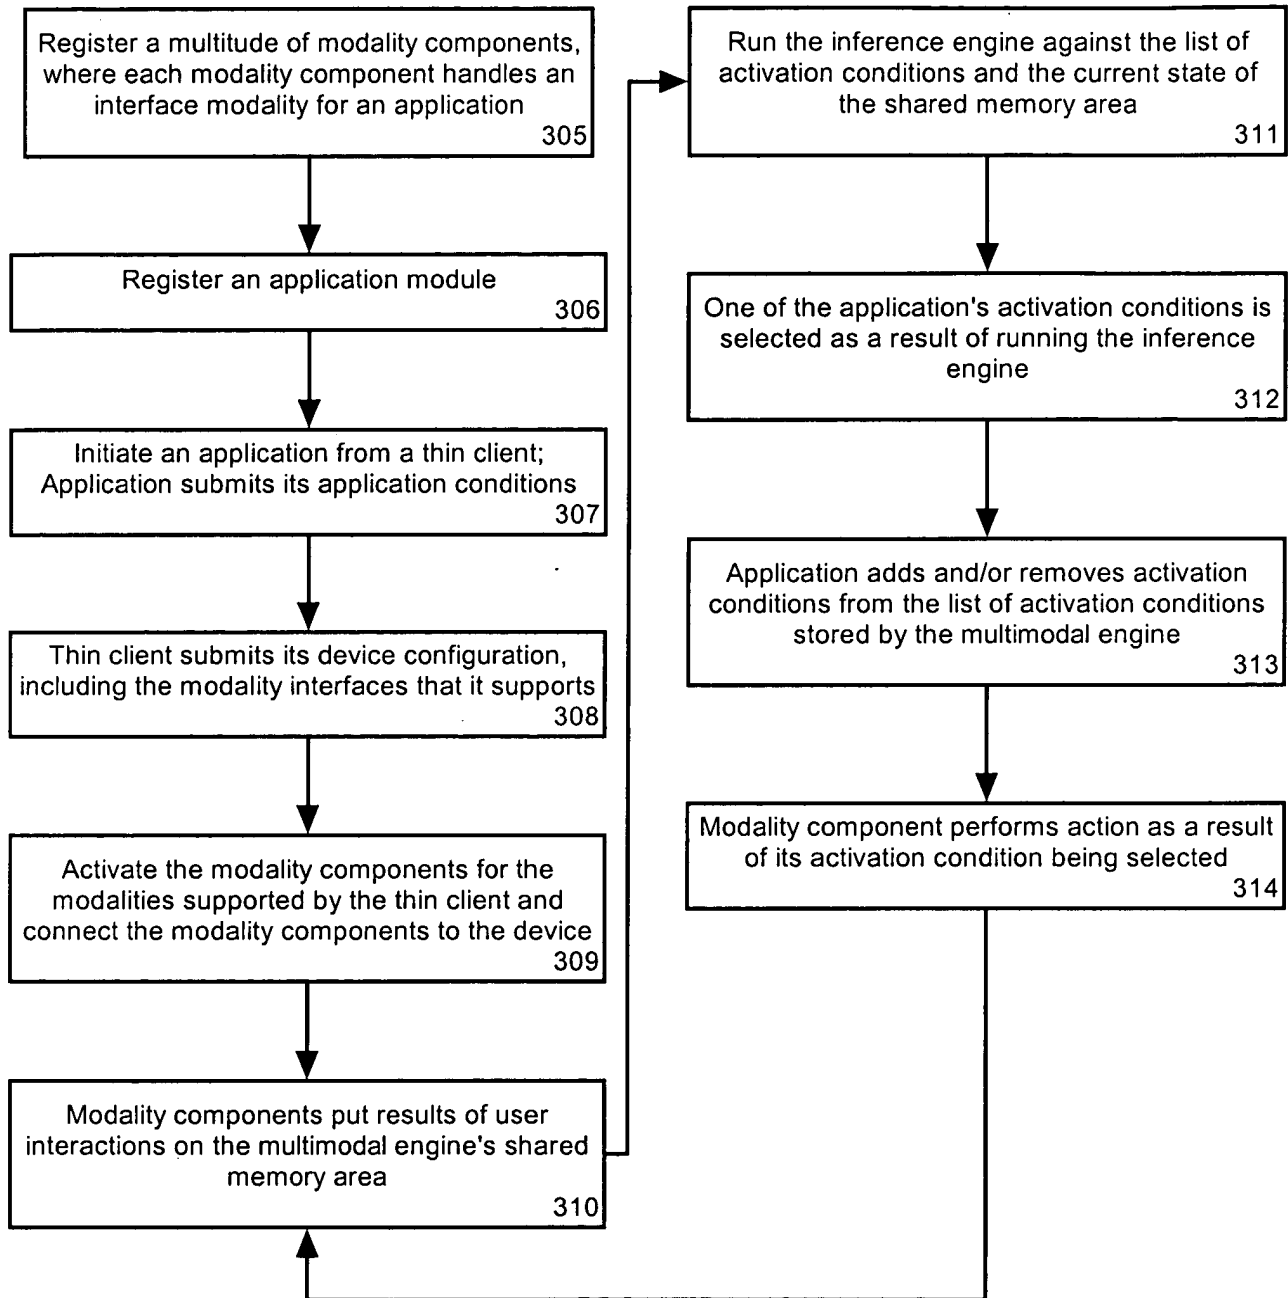 Register a multitude of modality components,
where each modality component handles an
interface modality for an application
305
Register an application module
306
Initiate an application from a thin client;
Application submits its application conditions
307
Thin client submits its device configuration,
including the modality interfaces that it supports
308
Activate the modality components for the
modalities supported by the thin client and
connect the modality components to the device
309
Modality components put results of user
interactions on the multimodal engine's shared
memory area
310
Run the inference engine against the list of
activation conditions and the current state of
the shared memory area
311
One of the application's activation conditions is
selected as a result of running the inference
engine
312
Application adds and/or removes activation
conditions from the list of activation conditions
stored by the multimodal engine
313
Modality component performs action as a result
of its activation condition being selected
314